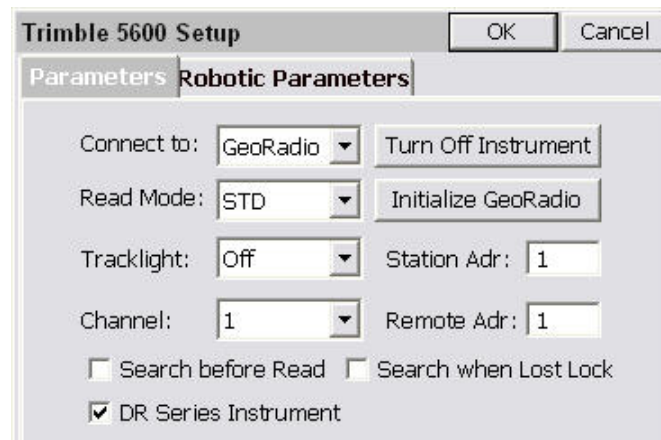 Trimble 5600 Setup OK Cancel
Parameters Robotic Parameters
Connect to: GeoRadio Turn Off Instrument
Read Mode: STD Initialize GeoRadio
Tracklight: Off Station Adr: 1
Channel: 1 Remote Adr: 1
Search before Read Search when Lost Lock
DR Series Instrument